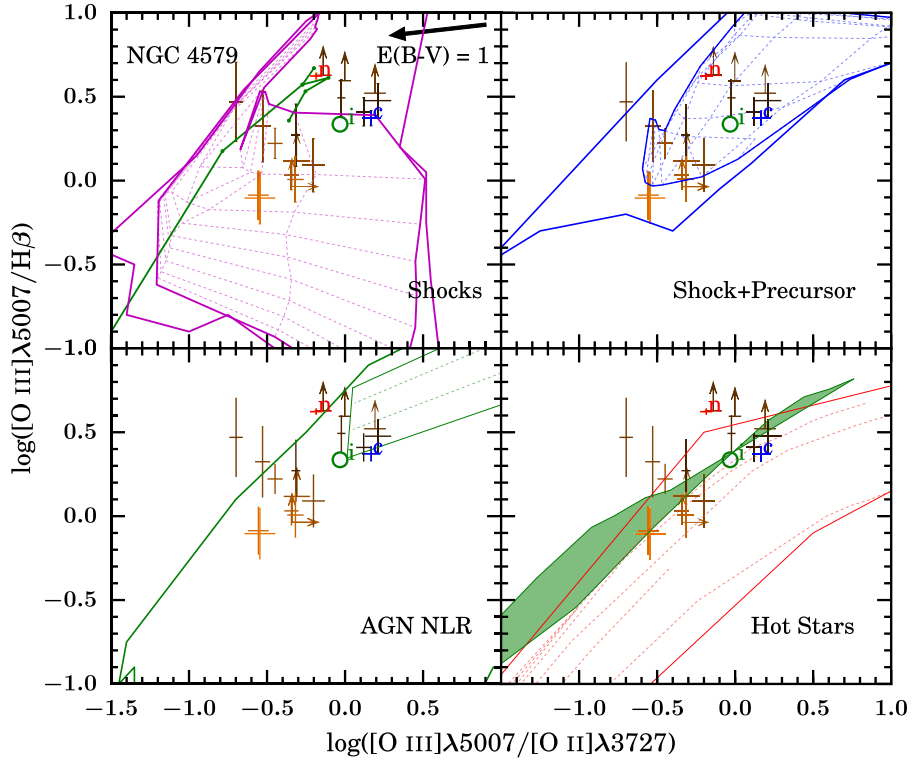 NGC 4579
E(B-V) = 1
n
i
c
Shocks
n
i
c
Shock+Precursor
n
i
c
AGN NLR
n
i
c
Hot Stars
1.0
0.5
0.0
−0.5
−1.0
0.5
0.0
−0.5
−1.0
−1.5
−1.0
−0.5
0.0
0.5
−1.0
−0.5
0.0
0.5
1.0
log([O III]λ5007/Hβ)
log([O III]λ5007/[O II]λ3727)